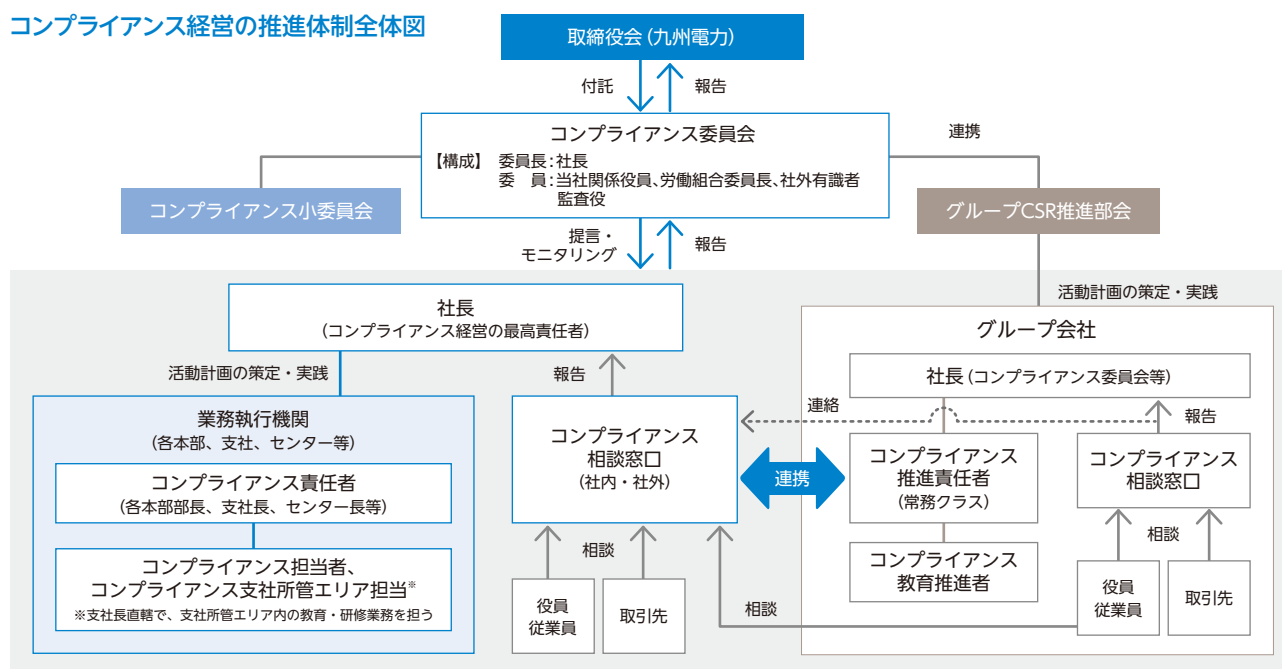 コンプライアンス経営の推進体制全体図
取締役会(九州電力)
付託
報告
コンプライアンス委員会
【構成】 委員長:社長
委　員:当社関係役員、労働組合委員長、社外有識者
監査役
連携
コンプライアンス小委員会
グループCSR推進部会
提言・
モニタリング
報告
社長
(コンプライアンス経営の最高責任者)
活動計画の策定・実践
報告
業務執行機関
(各本部、支社、センター等)
コンプライアンス責任者
(各本部部長、支社長、センター長等)
コンプライアンス担当者、
コンプライアンス支社所管エリア担当※
※支社長直轄で、支社所管エリア内の教育・研修業務を担う
コンプライアンス
相談窓口
(社内・社外)
相談
役員
従業員
取引先
連携
連絡
相談
活動計画の策定・実践
グループ会社
社長(コンプライアンス委員会等)
報告
コンプライアンス
推進責任者
(常務クラス)
コンプライアンス
教育推進者
コンプライアンス
相談窓口
相談
役員
従業員
取引先